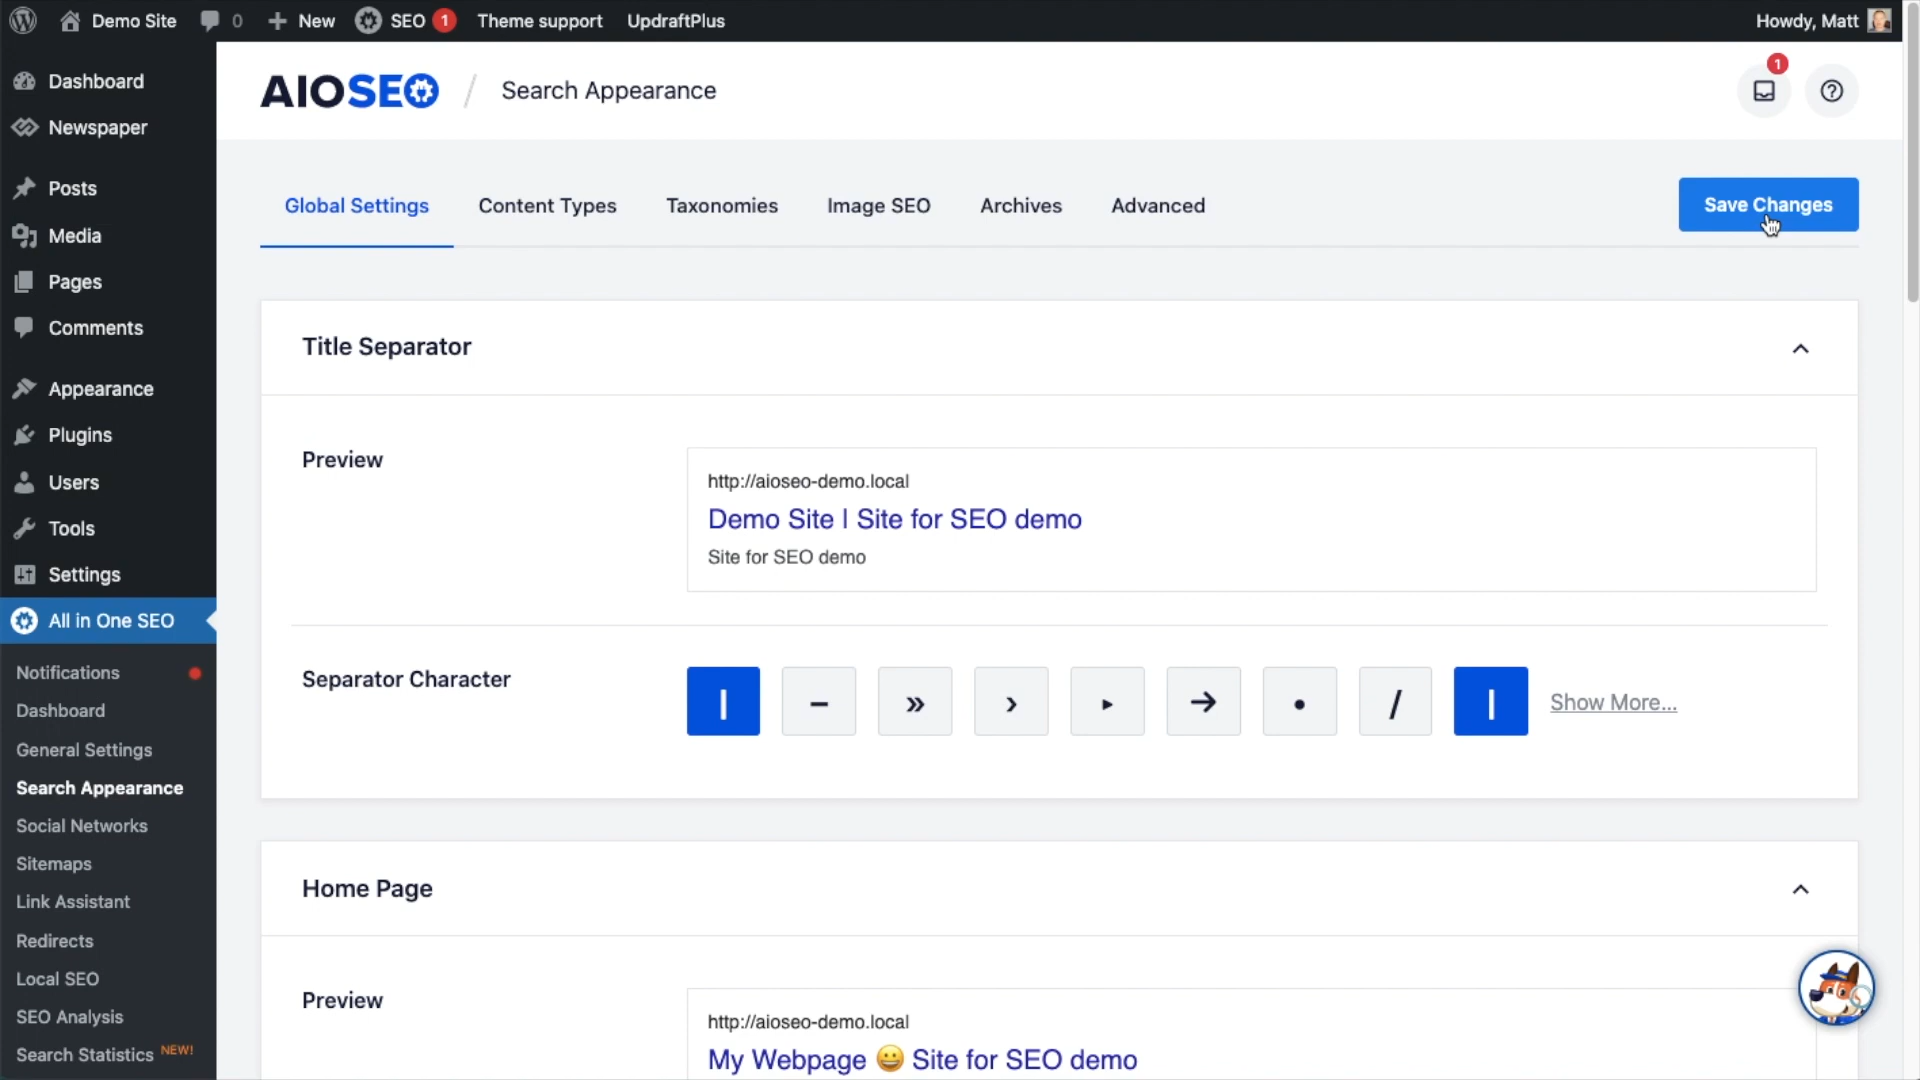 Demo Site
0
New
SEO
1
Theme support
UpdraftPlus
Howdy, Matt
Dashboard
Newspaper
Posts
Media
Pages
Comments
Appearance
Plugins
Users
Tools
Settings
All in One SEO
Notifications
Dashboard
General Settings
Search Appearance
Social Networks
Sitemaps
Link Assistant
Redirects
Local SEO
SEO Analysis
Search Statistics NEW!
AIOSEO / Search Appearance
1
Global Settings
Content Types
Taxonomies
Image SEO
Archives
Advanced
Save Changes
Title Separator
Preview
http://aioseo-demo.local
Demo Site | Site for SEO demo
Site for SEO demo
Separator Character
| – » › ▸ → • / |
Show More...
Home Page
Preview
http://aioseo-demo.local
My Webpage 😀 Site for SEO demo